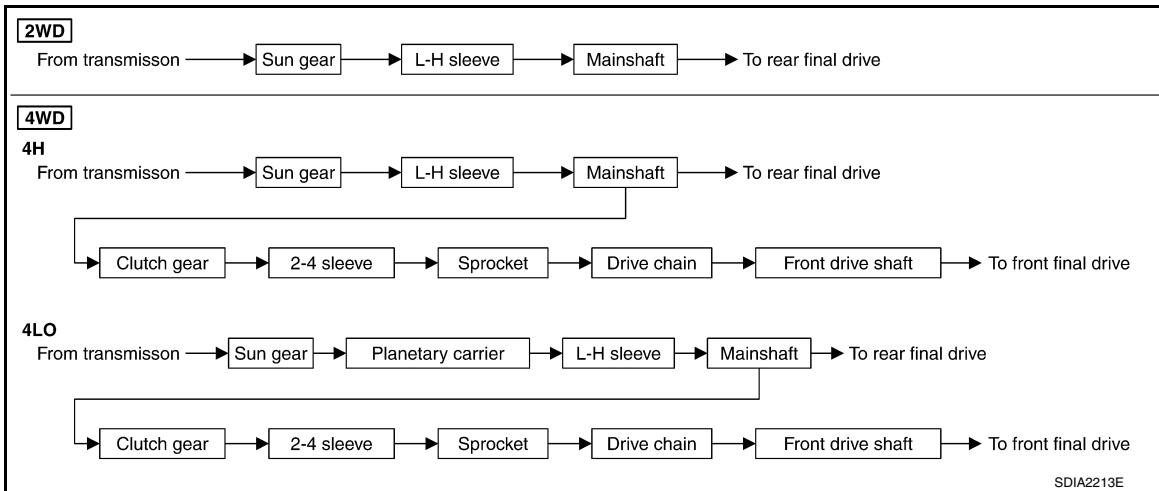 2WD
From transmisson Sun gear L-H sleeve Mainshaft To rear final drive
4WD
4H
From transmisson Sun gear L-H sleeve Mainshaft To rear final drive
Clutch gear 2-4 sleeve Sprocket Drive chain Front drive shaft To front final drive
4LO
From transmisson Sun gear Planetary carrier L-H sleeve Mainshaft To rear final drive
Clutch gear 2-4 sleeve Sprocket Drive chain Front drive shaft To front final drive
SDIA2213E